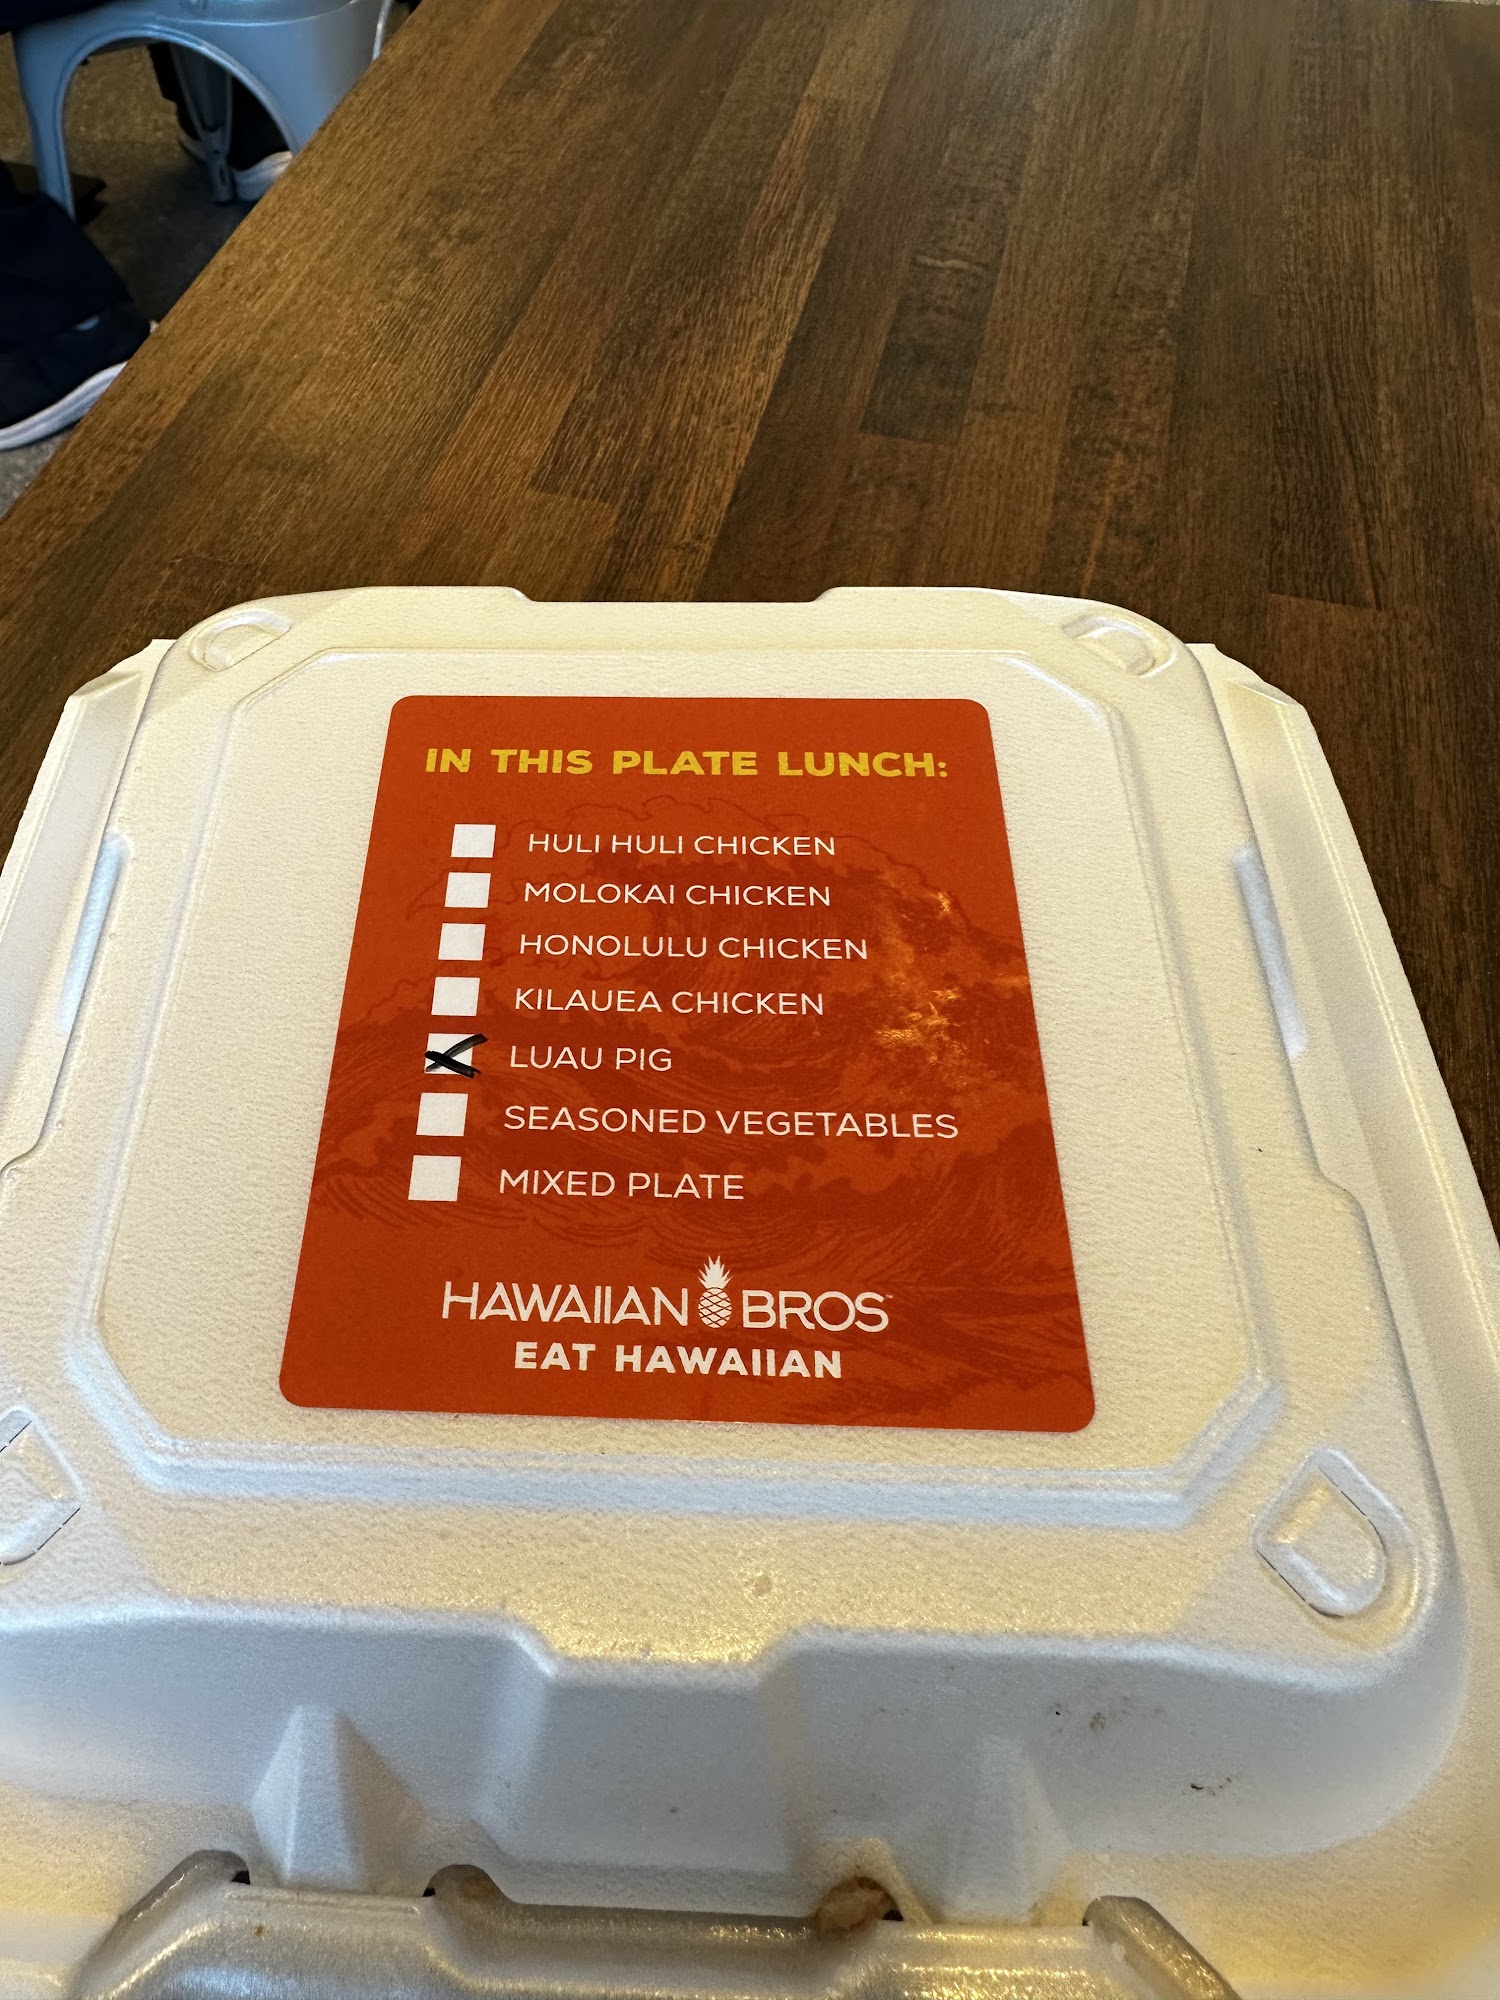 IN THIS PLATE LUNCH:
HULI HULI CHICKEN
MOLOKAI CHICKEN
HONOLULU CHICKEN
KILAUEA CHICKEN
LUAU PIG
SEASONED VEGETABLES
MIXED PLATE
HAWAIIAN BROS™
EAT HAWAIIAN